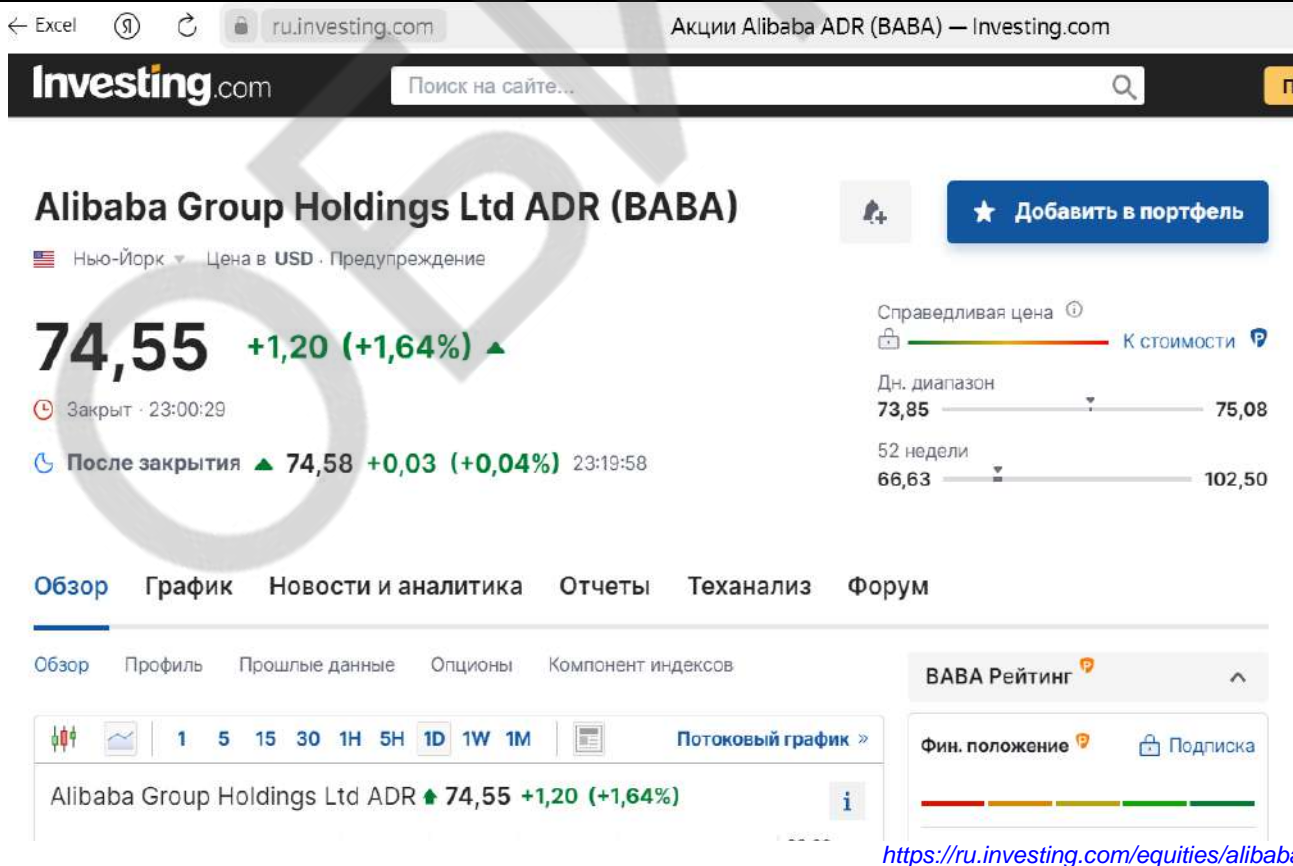 ← Excel Я ru.investing.com Акции Alibaba ADR (BABA) — Investing.com
Investing.com Поиск на сайте...
Alibaba Group Holdings Ltd ADR (BABA)
Добавить в портфель
Нью-Йорк Цена в USD · Предупреждение
74,55 +1,20 (+1,64%)
Закрыт · 23:00:29
После закрытия 74,58 +0,03 (+0,04%) 23:19:58
Справедливая цена
К стоимости
Дн. диапазон
73,85 75,08
52 недели
66,63 102,50
Обзор График Новости и аналитика Отчеты Теханализ Форум
Обзор Профиль Прошлые данные Опционы Компонент индексов
BABA Рейтинг
1 5 15 30 1H 5H 1D 1W 1M Потоковый график »
Фин. положение Подписка
Alibaba Group Holdings Ltd ADR 74,55 +1,20 (+1,64%)
https://ru.investing.com/equities/alibaba